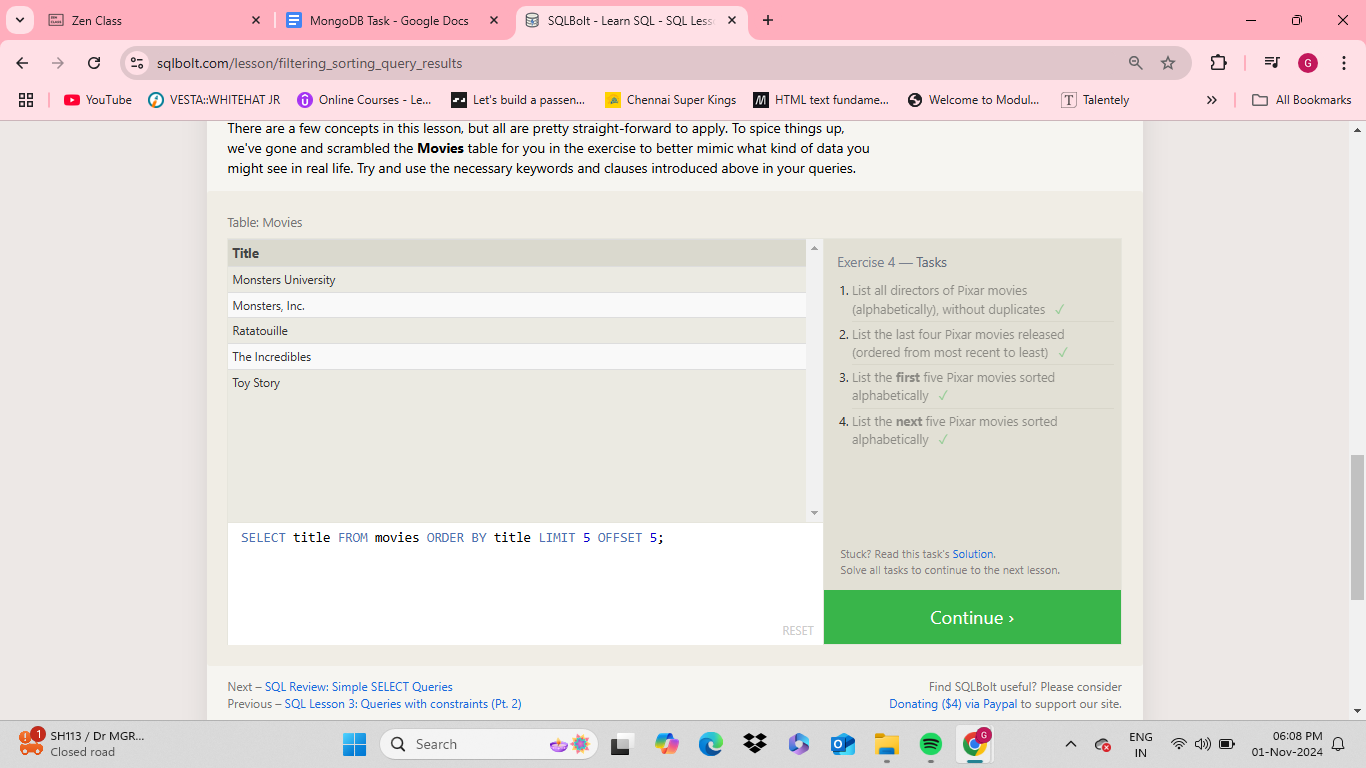 Zen Class
MongoDB Task - Google Docs
SQLBolt - Learn SQL - SQL Less
sqlbolt.com/lesson/filtering_sorting_query_results
G
YouTube
VESTA::WHITEHAT JR
Online Courses - Le...
Let's build a passen...
Chennai Super Kings
HTML text fundame...
Welcome to Modul...
Talentely
»
All Bookmarks
There are a few concepts in this lesson, but all are pretty straight-forward to apply. To spice things up,
we've gone and scrambled the Movies table for you in the exercise to better mimic what kind of data you
might see in real life. Try and use the necessary keywords and clauses introduced above in your queries.
Table: Movies
Title
Monsters University
Monsters, Inc.
Ratatouille
The Incredibles
Toy Story
SELECT title FROM movies ORDER BY title LIMIT 5 OFFSET 5;
RESET
Exercise 4 — Tasks
1. List all directors of Pixar movies
(alphabetically), without duplicates ✓
2. List the last four Pixar movies released
(ordered from most recent to least) ✓
3. List the first five Pixar movies sorted
alphabetically ✓
4. List the next five Pixar movies sorted
alphabetically ✓
Stuck? Read this task's Solution.
Solve all tasks to continue to the next lesson.
Continue ›
Next – SQL Review: Simple SELECT Queries
Previous – SQL Lesson 3: Queries with constraints (Pt. 2)
Find SQLBolt useful? Please consider
Donating ($4) via Paypal to support our site.
1
SH113 / Dr MGR...
Closed road
Search
G
ENG
IN
06:08 PM
01-Nov-2024